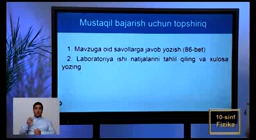 Mustaqil bajarish uchun topshiriq
1. Mavzuga oid savollarga javob yozish (86-bet)
2. Laboratoriya ishi natijalarni tahlil qiling va xulosa
yozing
10-sinf
Fizika